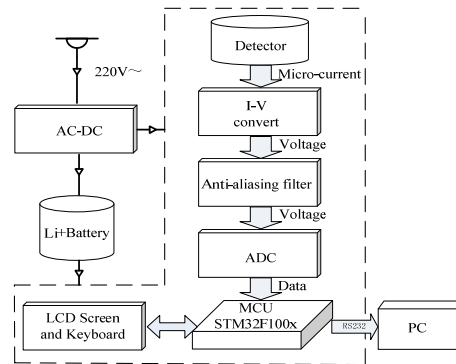 Detector
220V～
Micro-current
I-V
convert
AC-DC
Voltage
Anti-aliasing filter
Voltage
Li+Battery
ADC
Data
MCU
STM32F100x
LCD Screen
and Keyboard
RS232
PC